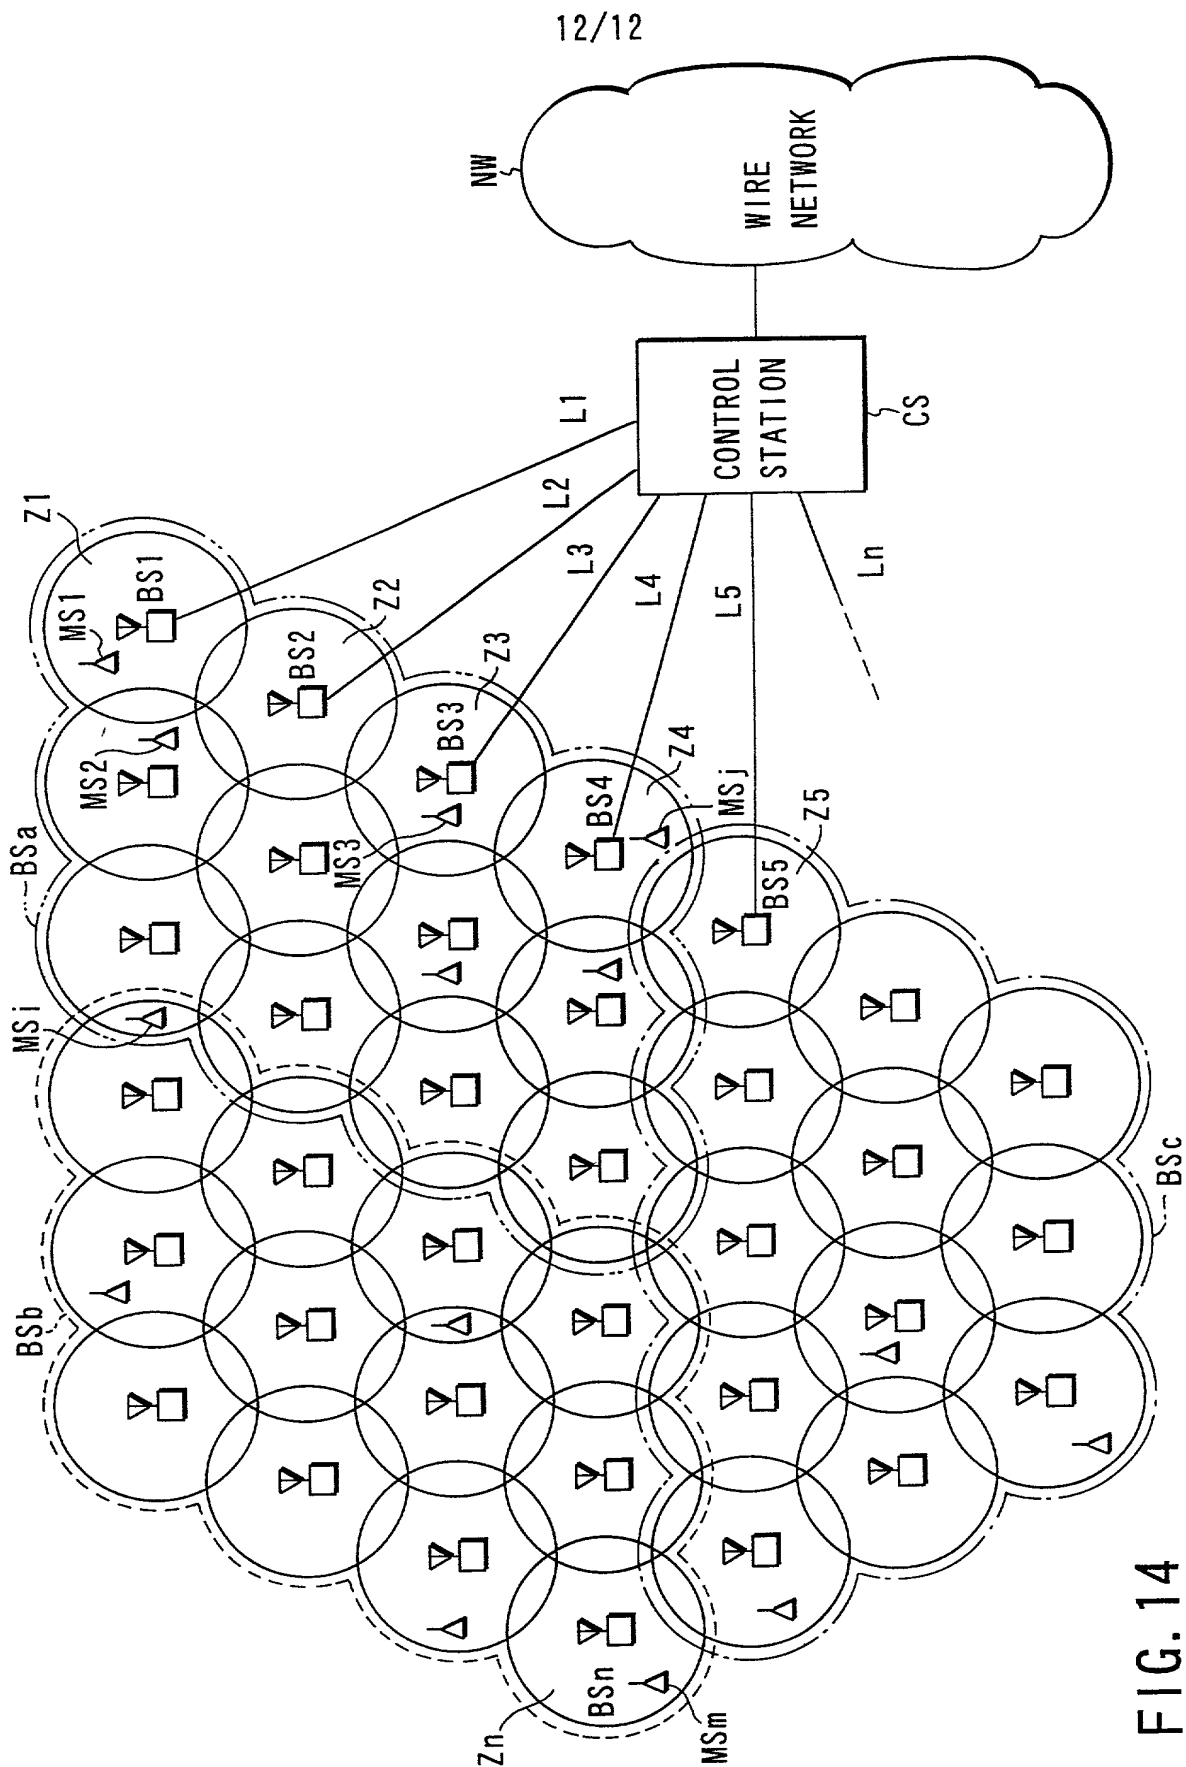 12/12
NW
WIRE
NETWORK
CONTROL
STATION
CS
L1
L2
L3
L4
L5
Ln
Z1
MS1
BS1
BS2
Z2
MS2
BS3
Z3
MS3
BSa
BS4
Z4
MSj
BS5
Z5
MSi
BSb
BSc
Zn
BSn
MSm
FIG. 14